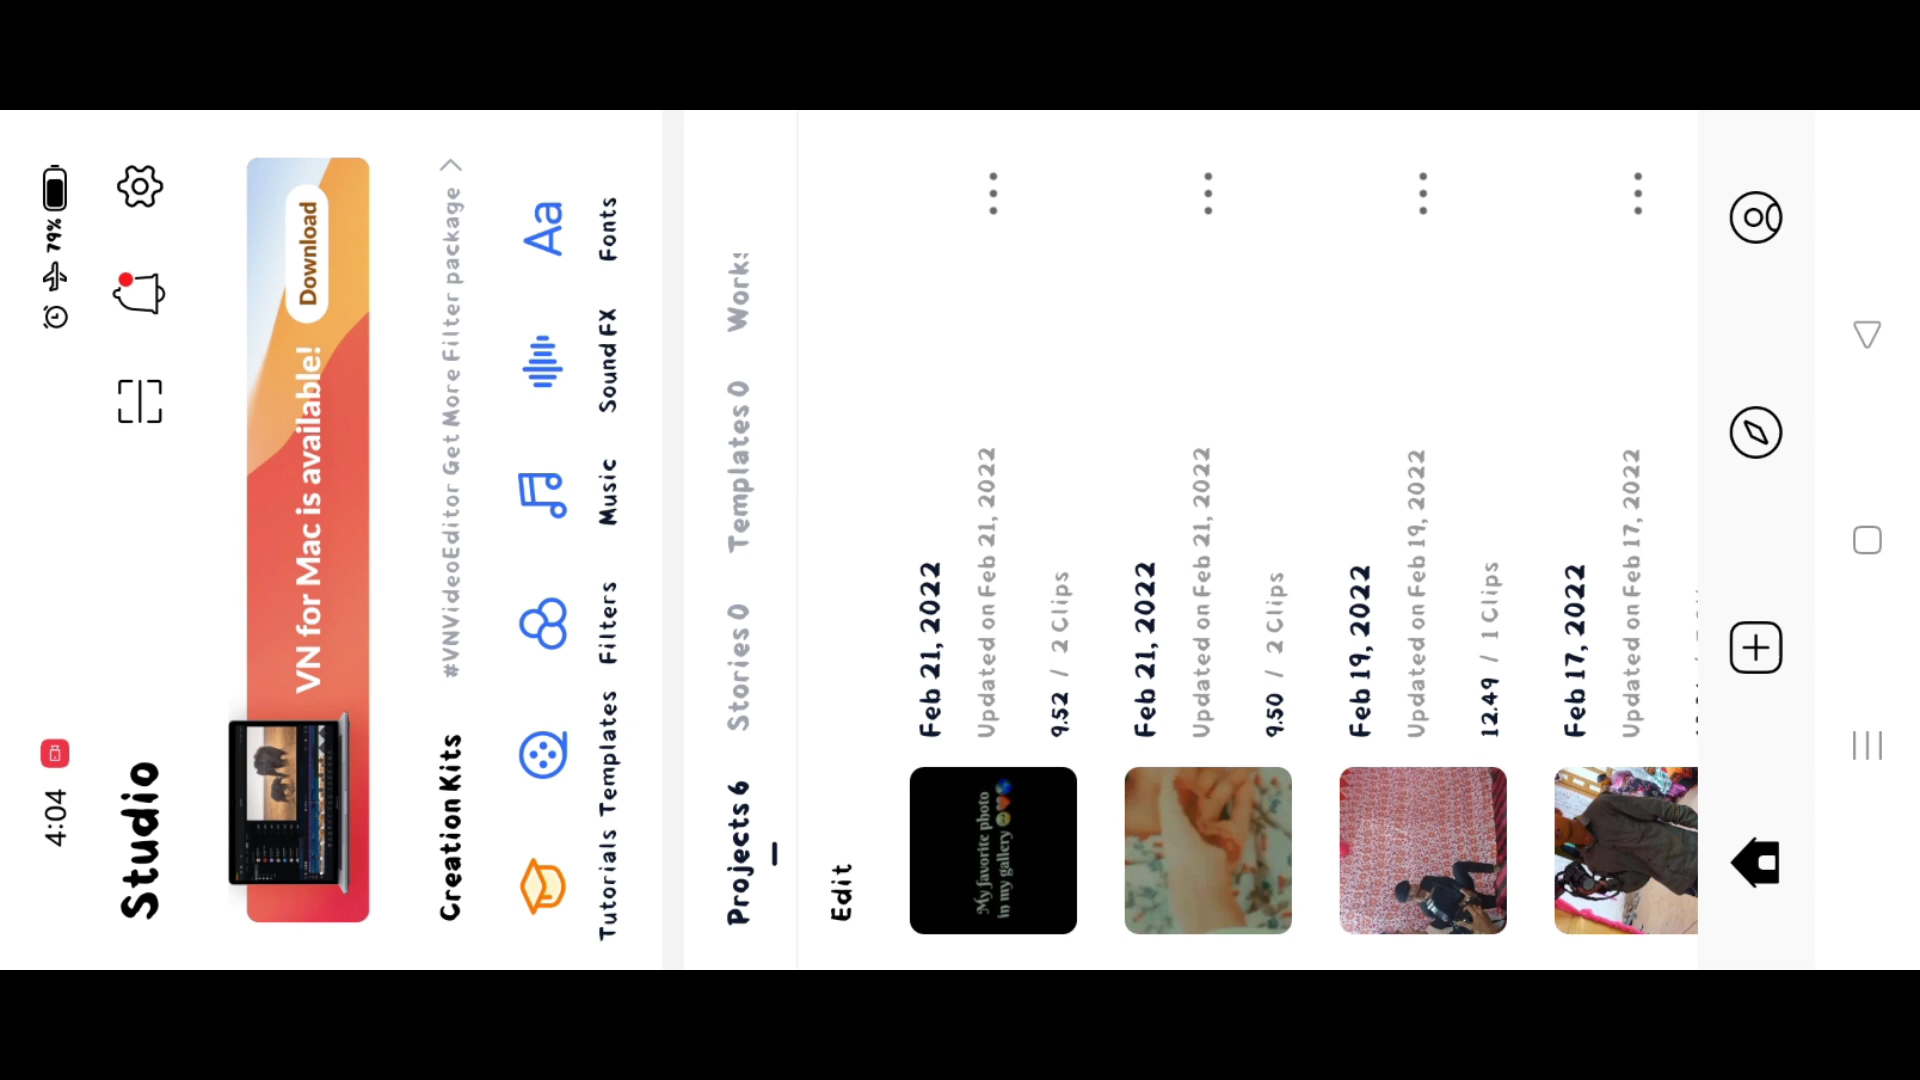 4:04
79%
Studio
VN for Mac is available!
Download
Creation Kits
#VNVideoEditor Get More Filter package >
Aa
Tutorials Templates Filters Music Sound FX Fonts
Projects 6 Stories 0 Templates 0 Works
Edit
My favorite photo
in my gallery
Feb 21, 2022
Updated on Feb 21, 2022
9.52 / 2 Clips
Feb 21, 2022
Updated on Feb 21, 2022
9.50 / 2 Clips
Feb 19, 2022
Updated on Feb 19, 2022
12.49 / 1 Clips
Feb 17, 2022
Updated on Feb 17, 2022